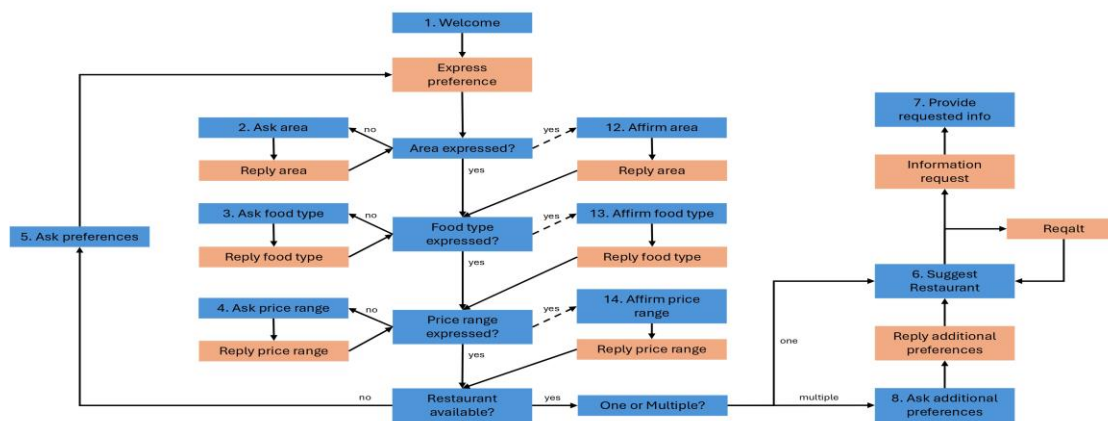 1. Welcome
Express
preference
2. Ask area
no
yes
12. Affirm area
Area expressed?
Reply area
yes
Reply area
3. Ask food type
no
yes
13. Affirm food type
Food type
expressed?
Reply food type
yes
Reply food type
4. Ask price range
no
yes
14. Affirm price
range
Price range
expressed?
Reply price range
yes
Reply price range
5. Ask preferences
no
Restaurant
available?
yes
One or Multiple?
one
multiple
7. Provide
requested info
Information
request
Reqalt
6. Suggest
Restaurant
Reply additional
preferences
8. Ask additional
preferences